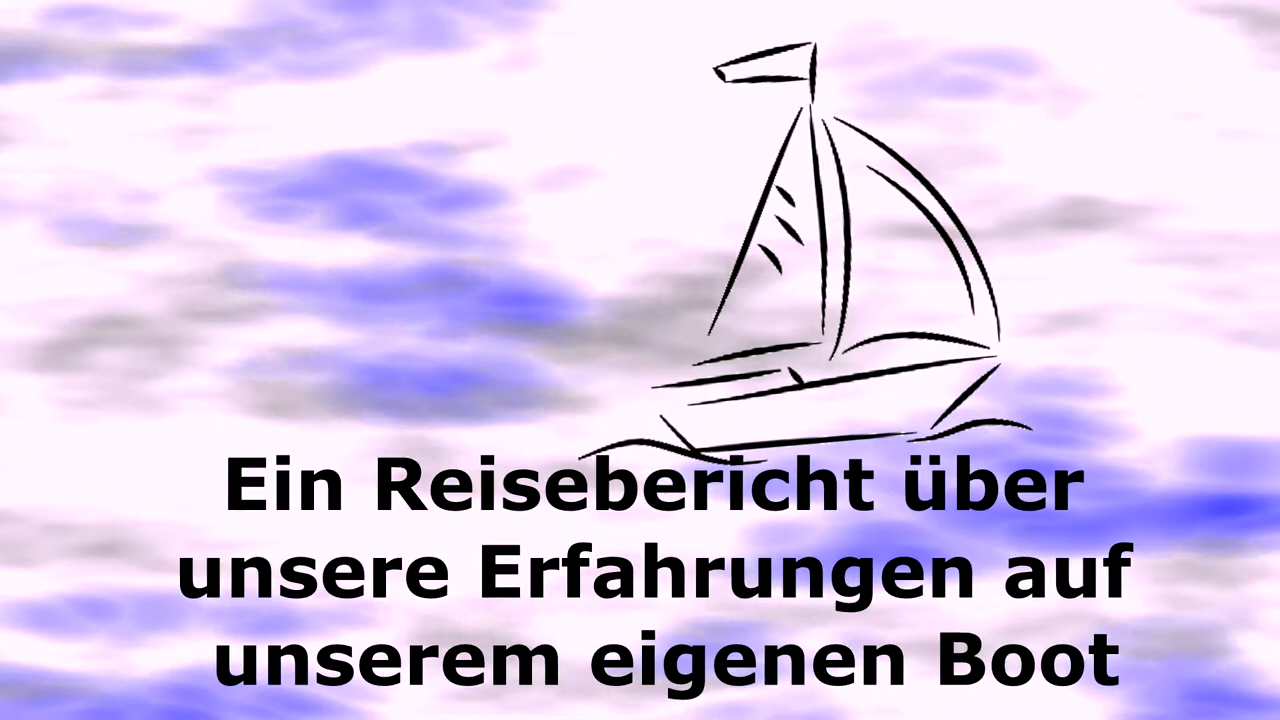 Ein Reisebericht über
unsere Erfahrungen auf
unserem eigenen Boot